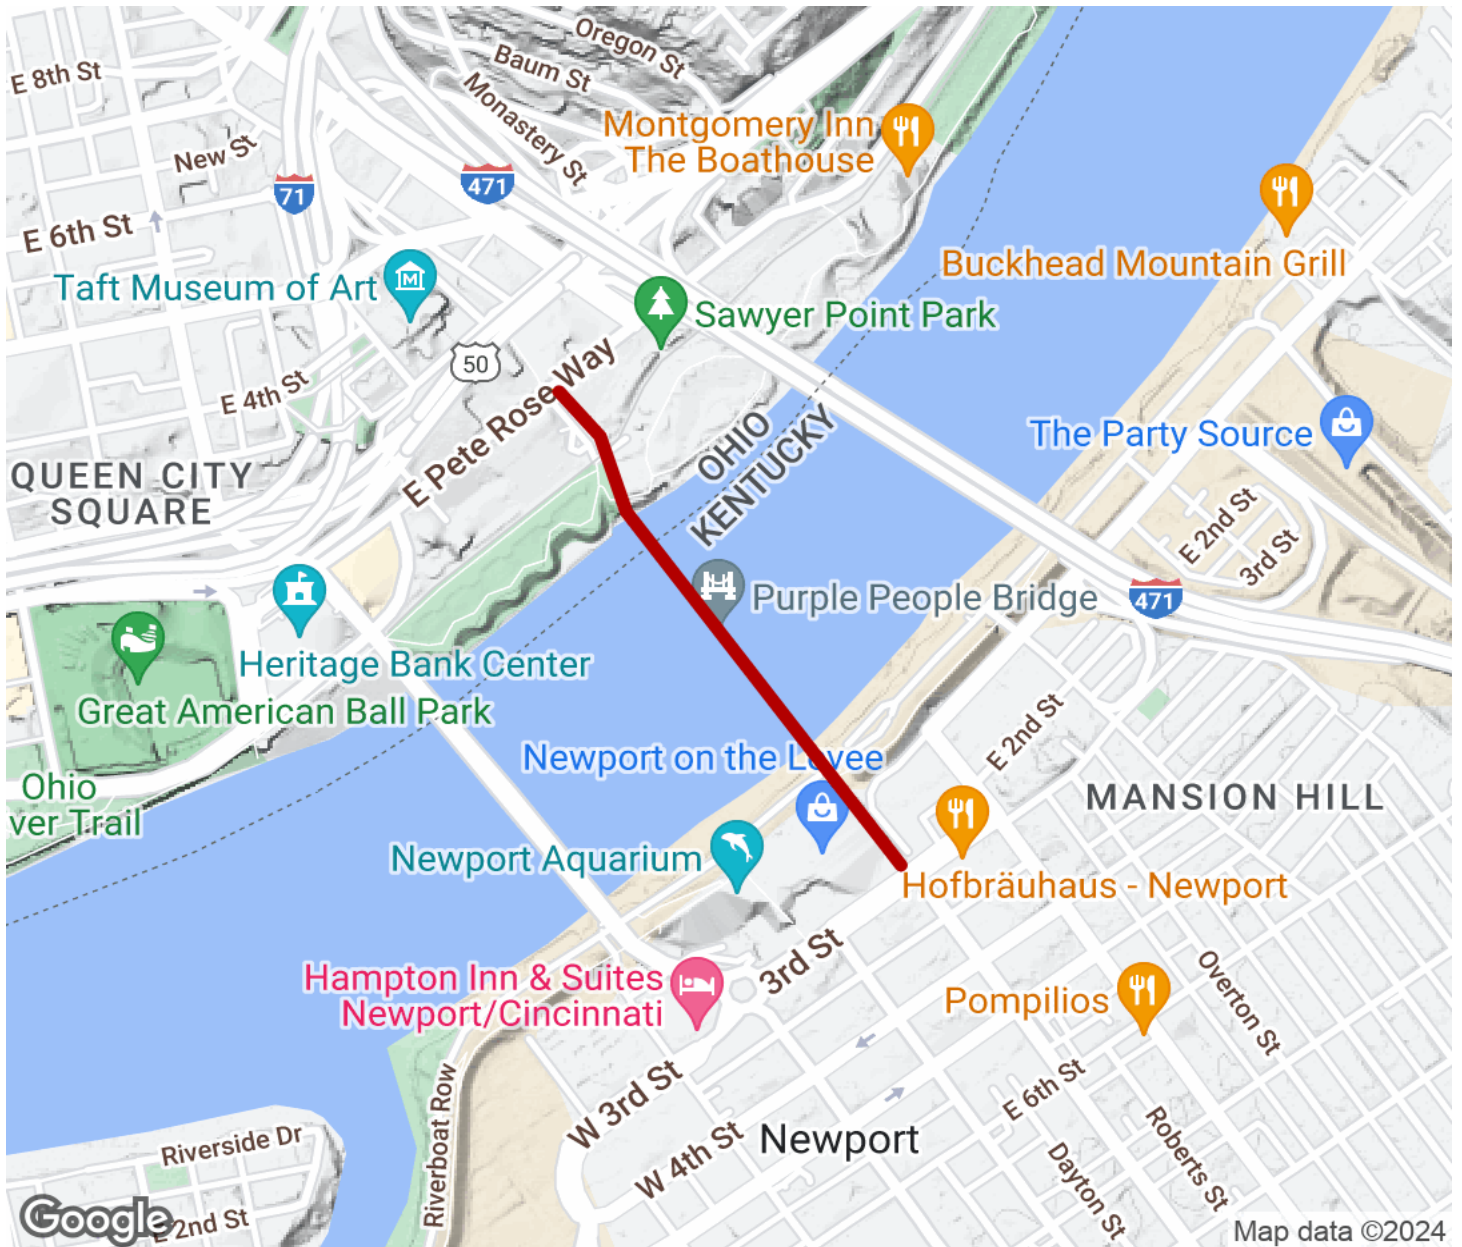 Oregon St
E 8th St
Baum St
Monastery St
Montgomery Inn
The Boathouse
New St
71
471
E 6th St
Buckhead Mountain Grill
Taft Museum of Art
Sawyer Point Park
50
E Pete Rose Way
E 4th St
OHIO
KENTUCKY
The Party Source
QUEEN CITY
SQUARE
E 2nd St
3rd St
Purple People Bridge
471
Heritage Bank Center
Great American Ball Park
E 2nd St
Newport on the Levee
Ohio
ver Trail
MANSION HILL
Newport Aquarium
Hofbräuhaus - Newport
3rd St
Hampton Inn & Suites
Newport/Cincinnati
Pompilios
Overton St
W 3rd St
E 6th St
Riverboat Row
Riverside Dr
W 4th St
Newport
Roberts St
Dayton St
Google
E 2nd St
Map data ©2024